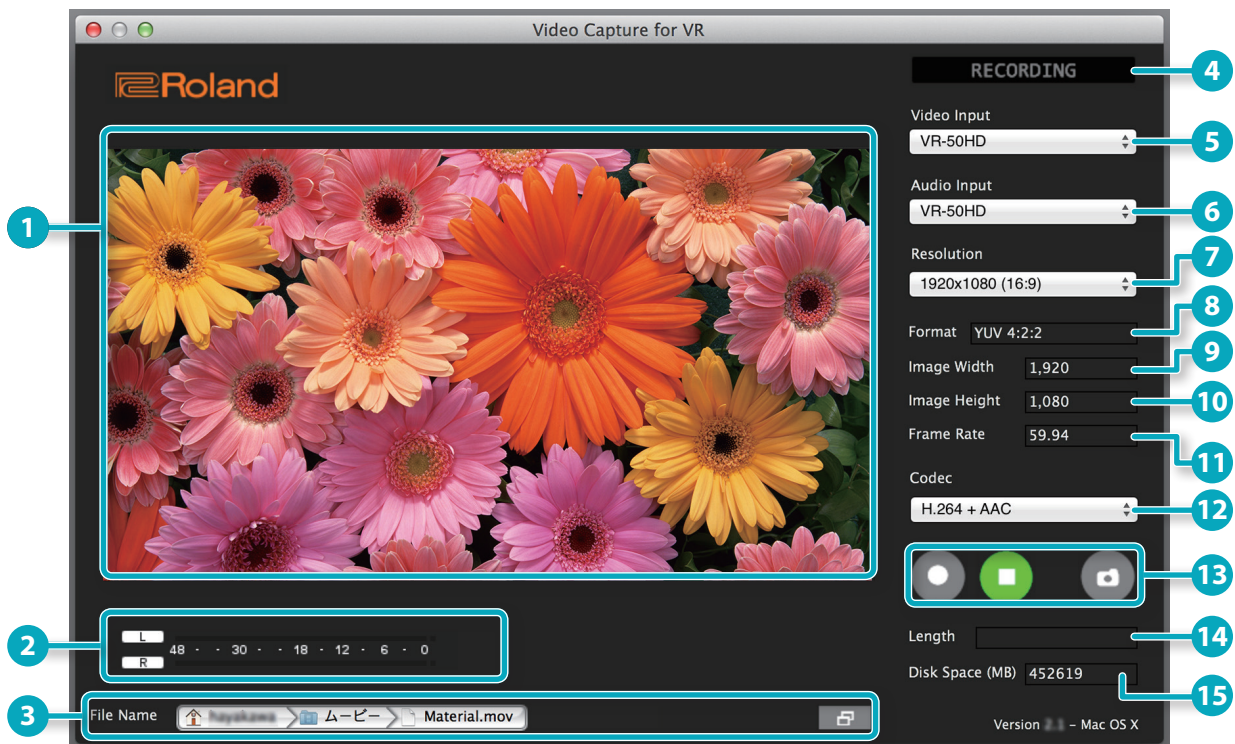 Video Capture for VR
Roland
RECORDING
4
Video Input
VR-50HD
5
Audio Input
VR-50HD
6
1
Resolution
1920x1080 (16:9)
7
Format YUV 4:2:2
8
Image Width 1,920
9
Image Height 1,080
10
Frame Rate 59.94
11
Codec
H.264 + AAC
12
13
2
L
48 - - 30 - - 18 - 12 - 6 - 0
R
Length
14
Disk Space (MB) 452619
15
3
File Name ムービー Material.mov
Version - Mac OS X